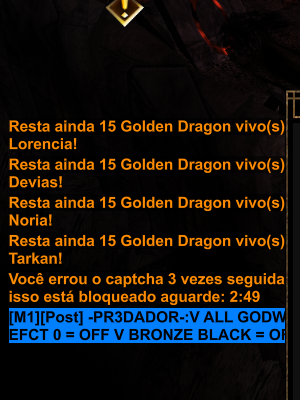 Resta ainda 15 Golden Dragon vivo(s)
Lorencia!
Resta ainda 15 Golden Dragon vivo(s)
Devias!
Resta ainda 15 Golden Dragon vivo(s)
Noria!
Resta ainda 15 Golden Dragon vivo(s)
Tarkan!
Você errou o captcha 3 vezes seguida
isso está bloqueado aguarde: 2:49
[M1][Post] -PR3DADOR-:V ALL GODW
EFCT 0 = OFF V BRONZE BLACK = OF